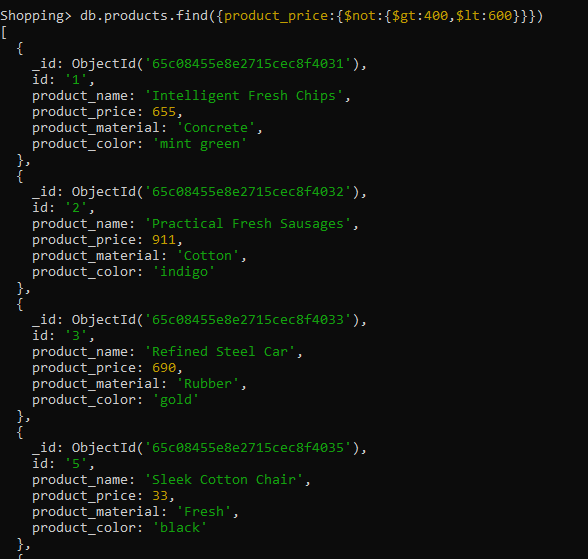 Shopping> db.products.find({product_price:{$not:{$gt:400,$lt:600}}})
[
  {
    _id: ObjectId('65c08455e8e2715cec8f4031'),
    id: '1',
    product_name: 'Intelligent Fresh Chips',
    product_price: 655,
    product_material: 'Concrete',
    product_color: 'mint green'
  },
  {
    _id: ObjectId('65c08455e8e2715cec8f4032'),
    id: '2',
    product_name: 'Practical Fresh Sausages',
    product_price: 911,
    product_material: 'Cotton',
    product_color: 'indigo'
  },
  {
    _id: ObjectId('65c08455e8e2715cec8f4033'),
    id: '3',
    product_name: 'Refined Steel Car',
    product_price: 690,
    product_material: 'Rubber',
    product_color: 'gold'
  },
  {
    _id: ObjectId('65c08455e8e2715cec8f4035'),
    id: '5',
    product_name: 'Sleek Cotton Chair',
    product_price: 33,
    product_material: 'Fresh',
    product_color: 'black'
  },
  {